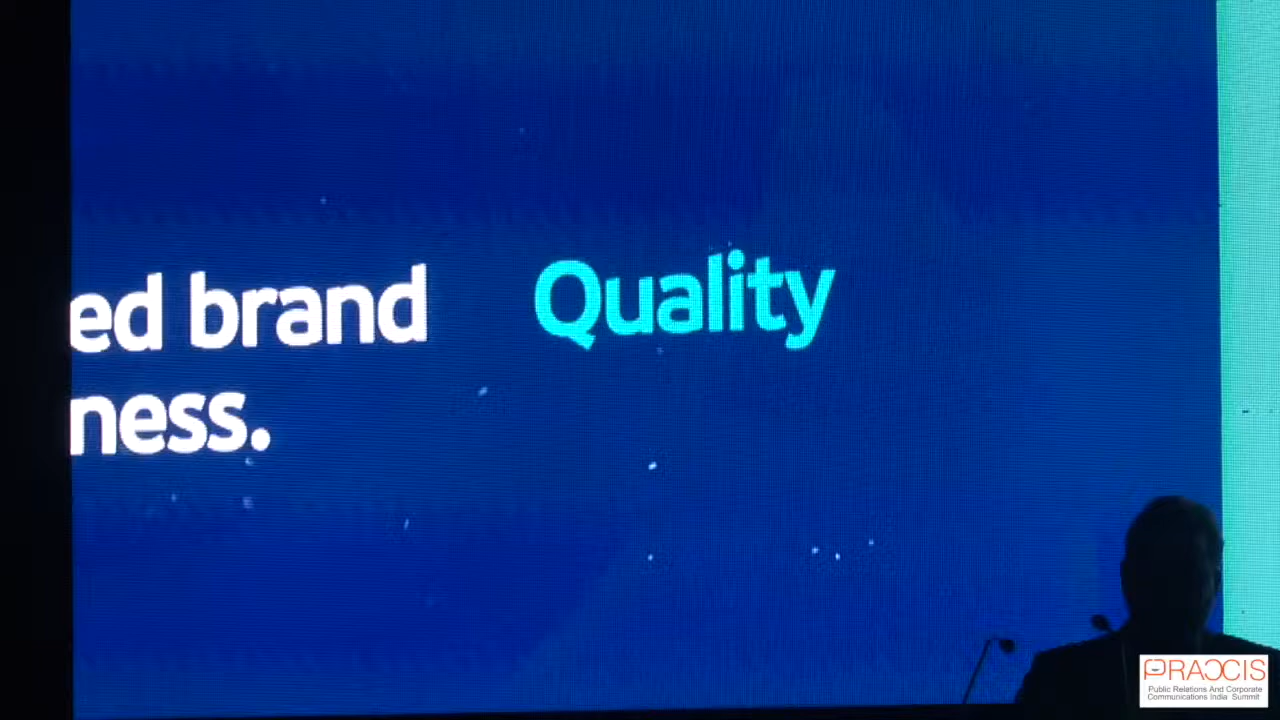 ed brand
ness.
Quality
PRAXIS
Public Relations And Corporate
Communications India Summit